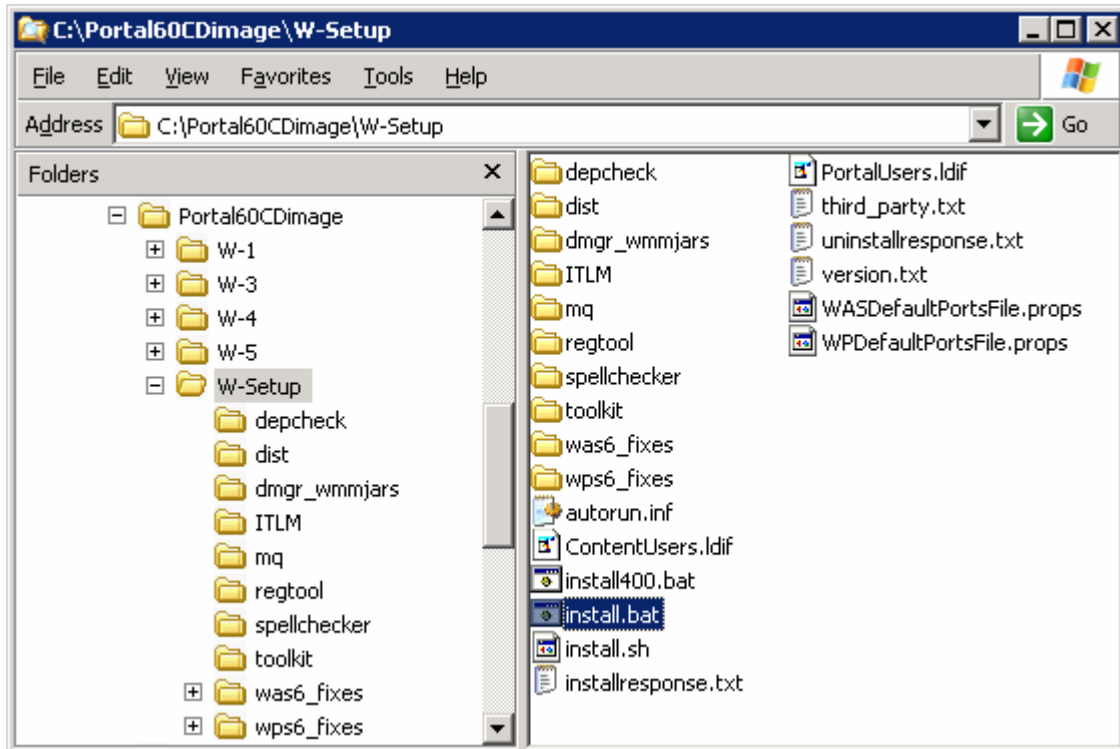 C:\Portal60CDimage\W-Setup
File Edit View Favorites Tools Help
Address C:\Portal60CDimage\W-Setup Go
Folders
Portal60CDimage
W-1
W-3
W-4
W-5
W-Setup
depcheck
dist
dmgr_wmmjars
ITLM
mq
regtool
spellchecker
toolkit
was6_fixes
wps6_fixes
depcheck
dist
dmgr_wmmjars
ITLM
mq
regtool
spellchecker
toolkit
was6_fixes
wps6_fixes
autorun.inf
ContentUsers.ldif
install400.bat
install.bat
install.sh
installresponse.txt
PortalUsers.ldif
third_party.txt
uninstallresponse.txt
version.txt
WASDefaultPortsFile.props
WPDefaultPortsFile.props